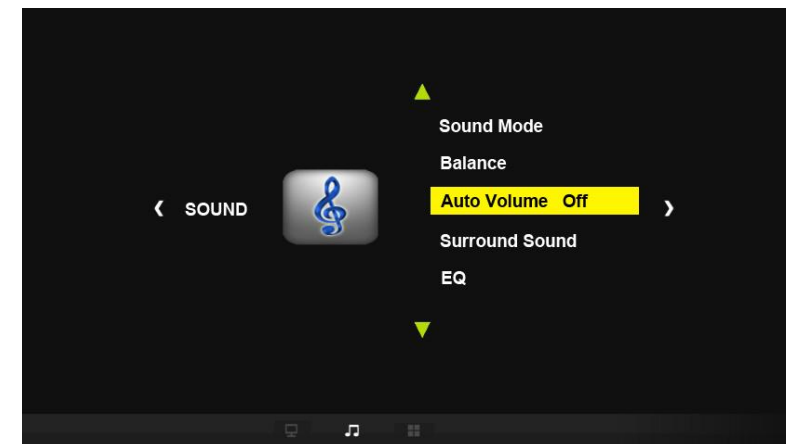 Sound Mode
Balance
SOUND
Auto Volume Off
Surround Sound
EQ